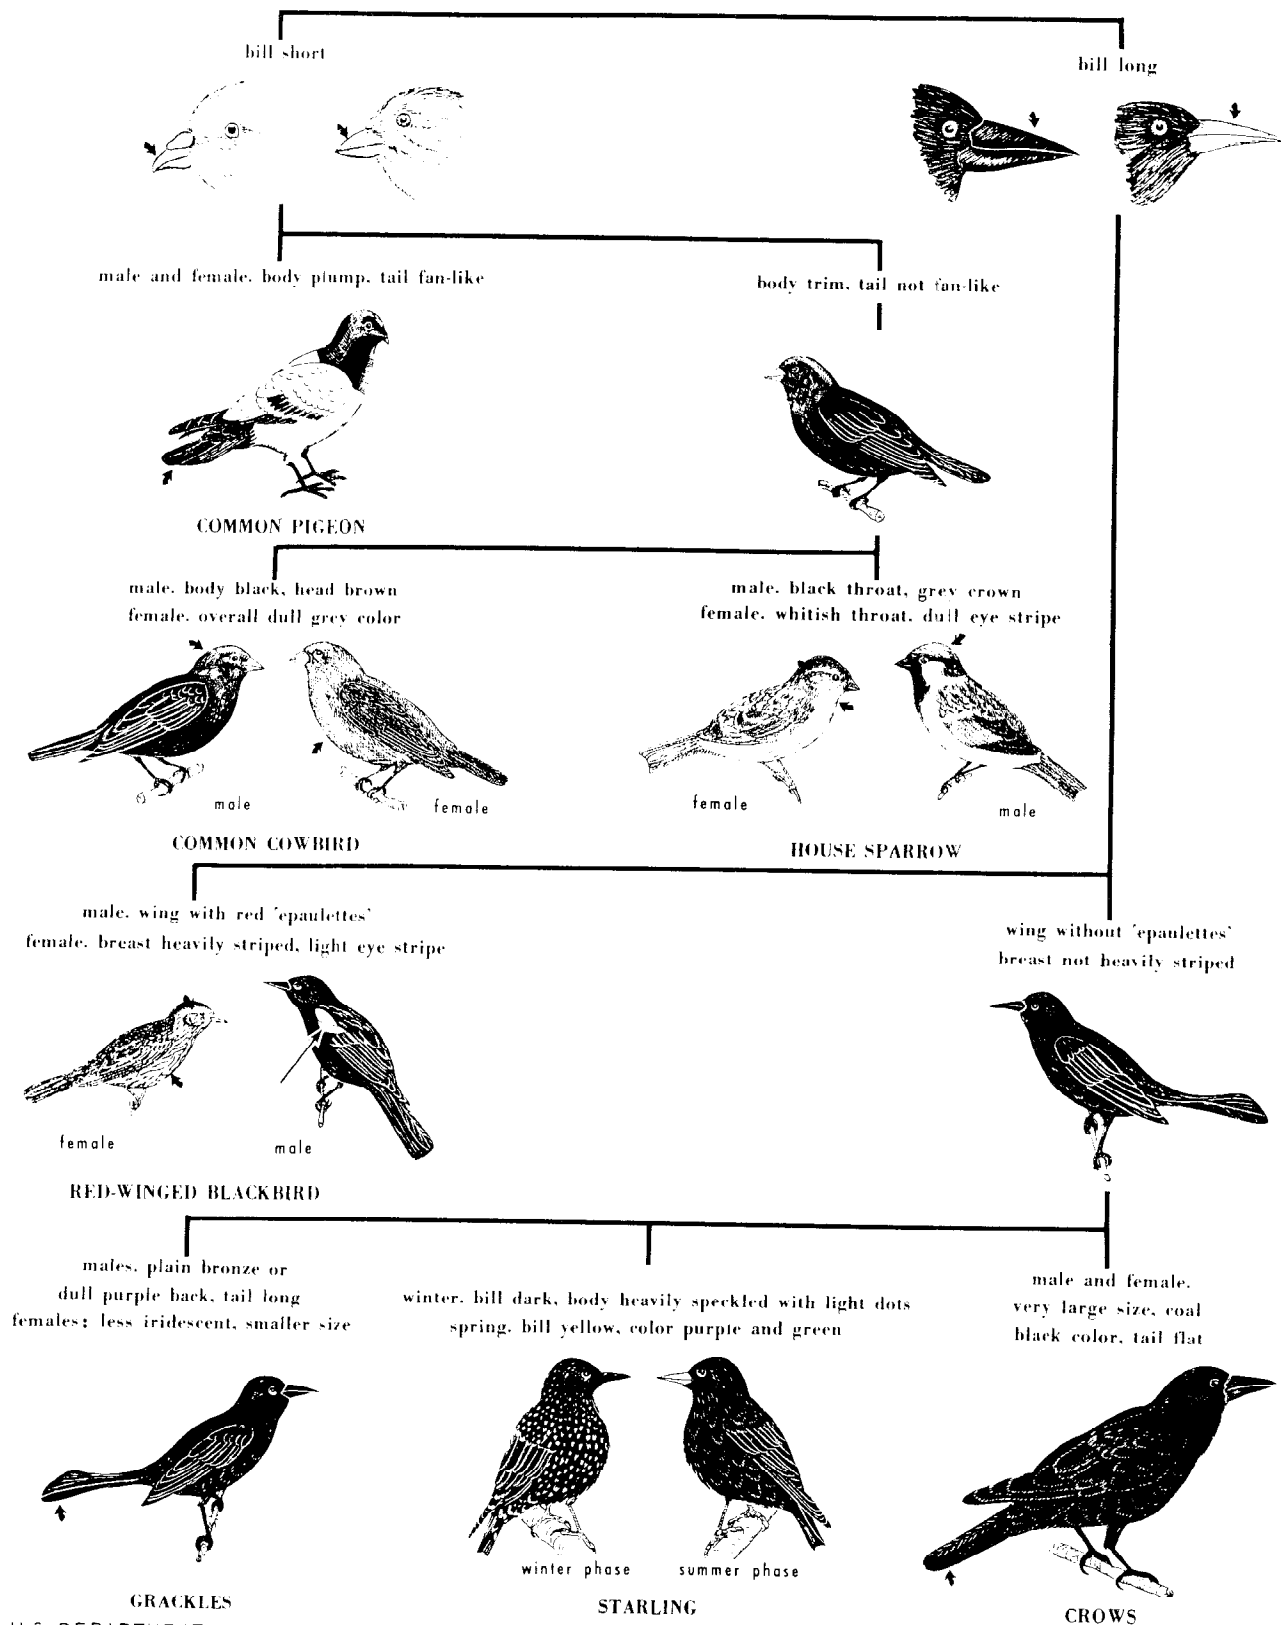 bill short
bill long
male and female. body plump. tail fan-like
body trim. tail not fan-like
COMMON PIGEON
male. body black, head brown
female. overall dull grey color
male. black throat, grey crown
female. whitish throat. dull eye stripe
male
female
female
male
COMMON COWBIRD
HOUSE SPARROW
male. wing with red 'epaulettes'
female. breast heavily striped, light eye stripe
wing without 'epaulettes'
breast not heavily striped
female
male
RED-WINGED BLACKBIRD
males. plain bronze or
dull purple back, tail long
females; less iridescent, smaller size
winter. bill dark, body heavily speckled with light dots
spring. bill yellow, color purple and green
male and female.
very large size, coal
black color, tail flat
winter phase
summer phase
GRACKLES
STARLING
CROWS